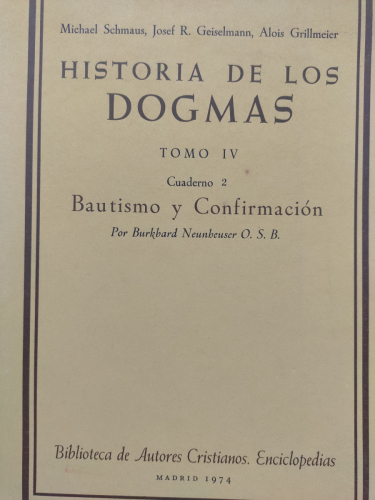 Michael Schmaus, Josef R. Geiselmann, Alois Grillmeier
HISTORIA DE LOS
DOGMAS
TOMO IV
Cuaderno 2
Bautismo y Confirmación
Por Burkhard Neunheuser O. S. B.
Biblioteca de Autores Cristianos. Enciclopedias
MADRID 1974